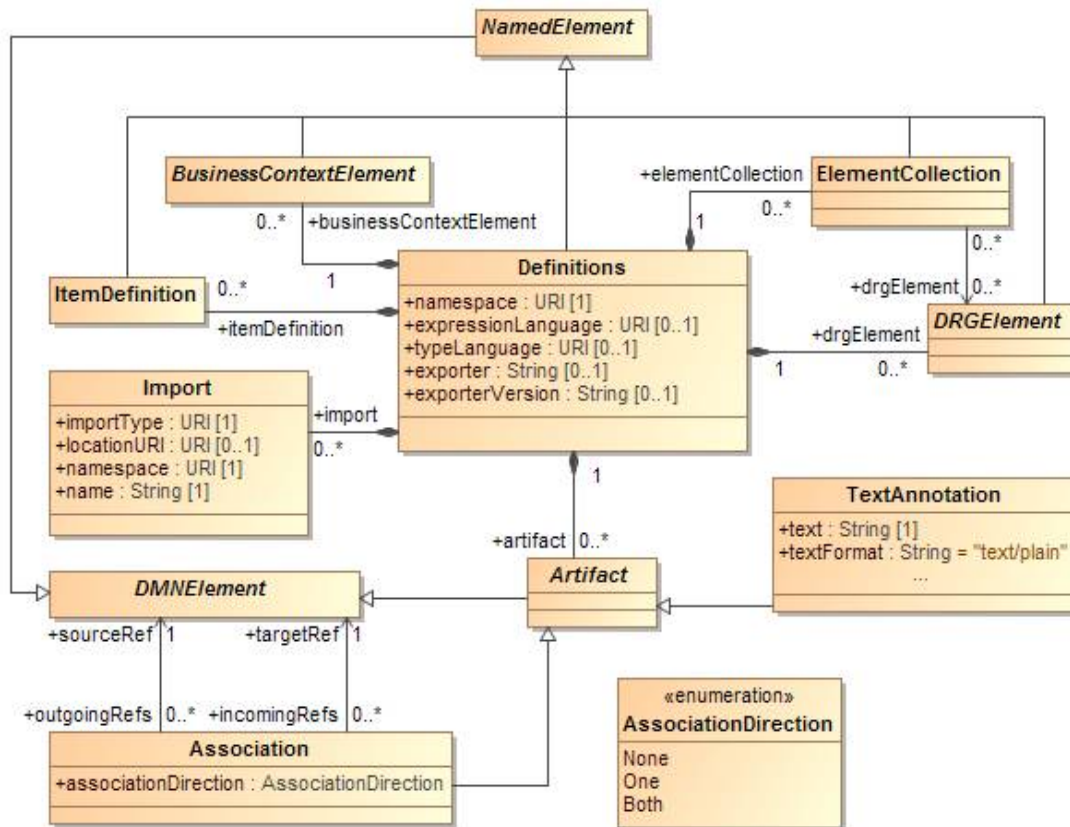 NamedElement
BusinessContextElement
+elementCollection
ElementCollection
0..*
+businessContextElement
1
0..*
1
0..*
ItemDefinition
0..*
+itemDefinition
Definitions
+namespace : URI [1]
+expressionLanguage : URI [0..1]
+typeLanguage : URI [0..1]
+exporter : String [0..1]
+exporterVersion : String [0..1]
+drgElement
0..*
+drgElement
1
0..*
DRGElement
Import
+importType : URI [1]
+locationURI : URI [0..1]
+namespace : URI [1]
+name : String [1]
+import
0..*
1
+artifact
0..*
TextAnnotation
+text : String [1]
+textFormat : String = "text/plain"
...
DMNElement
Artifact
+sourceRef
1
+targetRef
1
+outgoingRefs
0..*
+incomingRefs
0..*
Association
+associationDirection : AssociationDirection
«enumeration»
AssociationDirection
None
One
Both